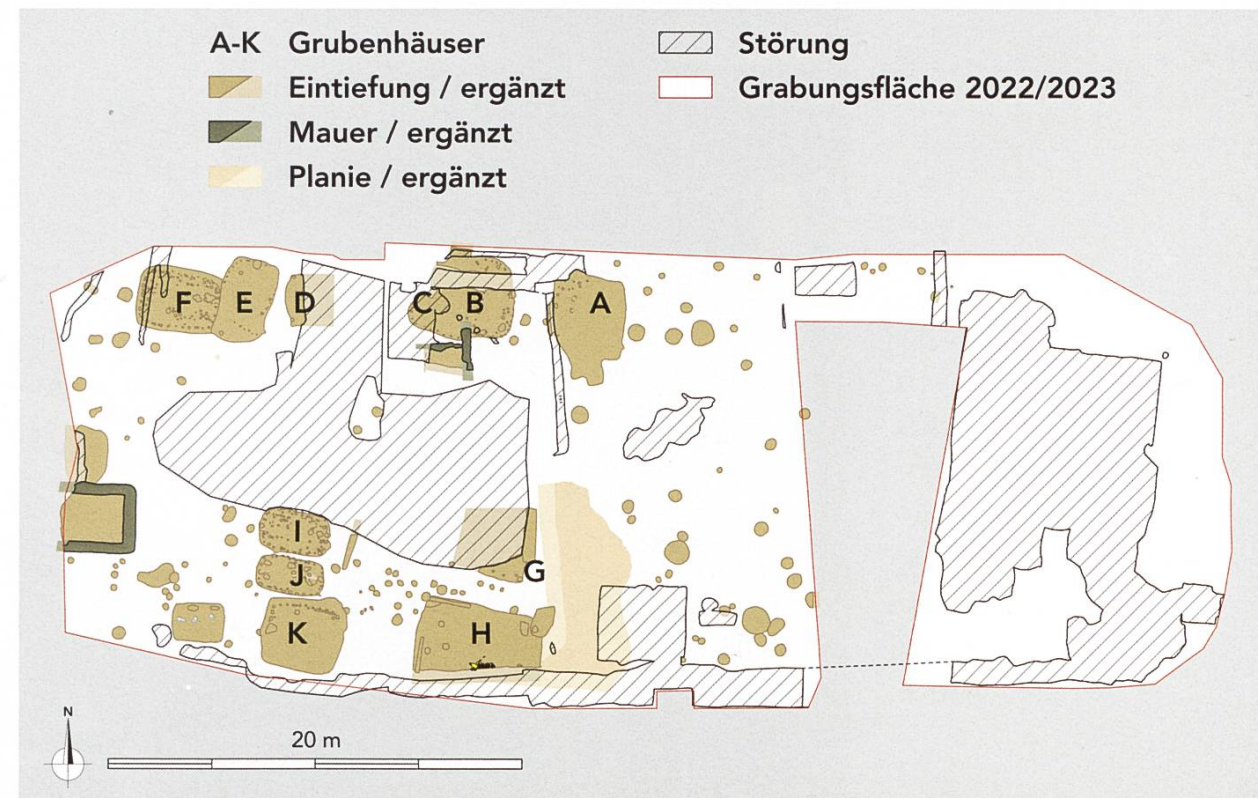 A-K Grubenhäuser
Eintiefung / ergänzt
Mauer / ergänzt
Planie / ergänzt
Störung
Grabungsfläche 2022/2023
F E D C B A
I
J
G
K
H
N
20 m